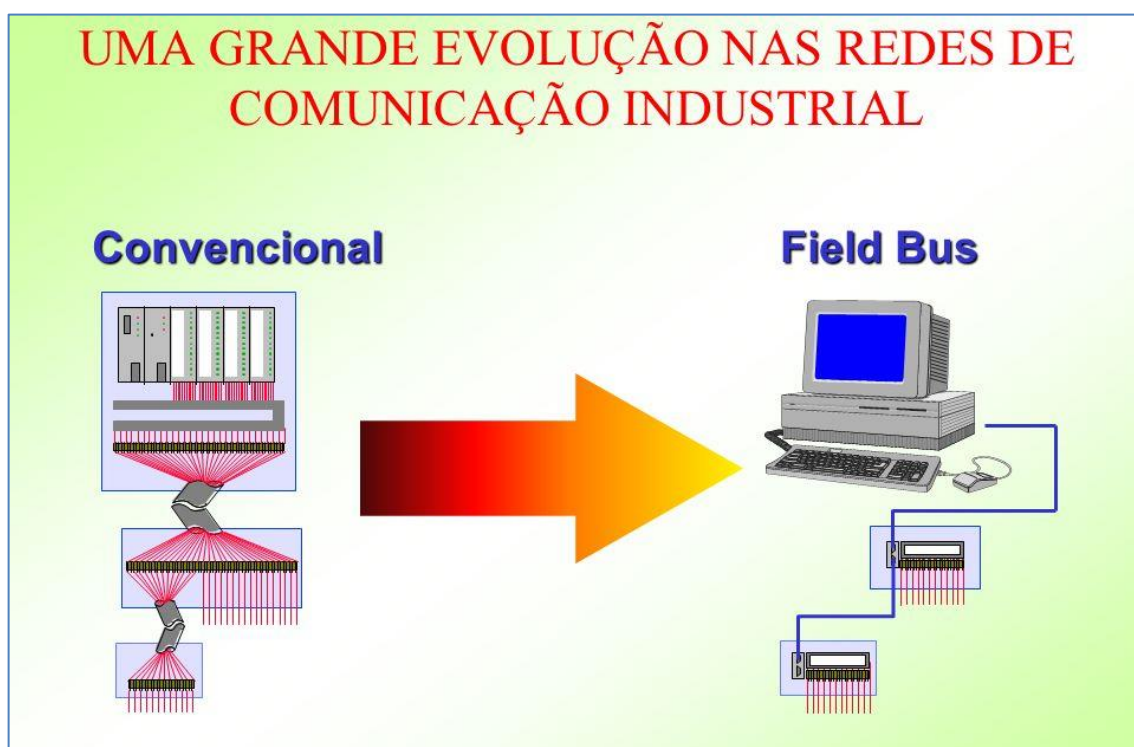 UMA GRANDE EVOLUÇÃO NAS REDES DE
COMUNICAÇÃO INDUSTRIAL
Convencional
Field Bus